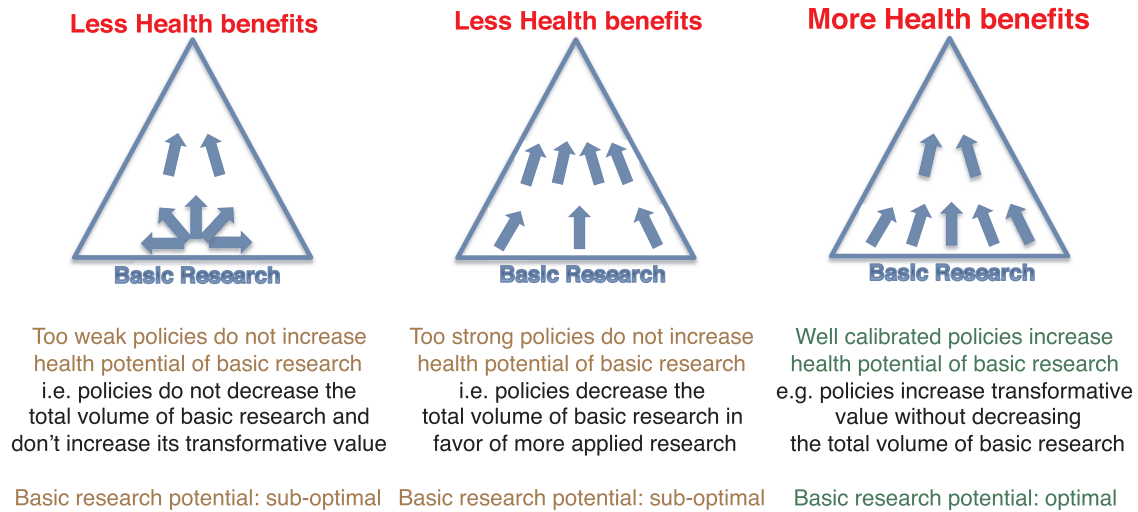 Less Health benefits
Basic Research
Too weak policies do not increase
health potential of basic research
i.e. policies do not decrease the
total volume of basic research and
don't increase its transformative value
Basic research potential: sub-optimal
Less Health benefits
Basic Research
Too strong policies do not increase
health potential of basic research
i.e. policies decrease the
total volume of basic research in
favor of more applied research
Basic research potential: sub-optimal
More Health benefits
Basic Research
Well calibrated policies increase
health potential of basic research
e.g. policies increase transformative
value without decreasing
the total volume of basic research
Basic research potential: optimal